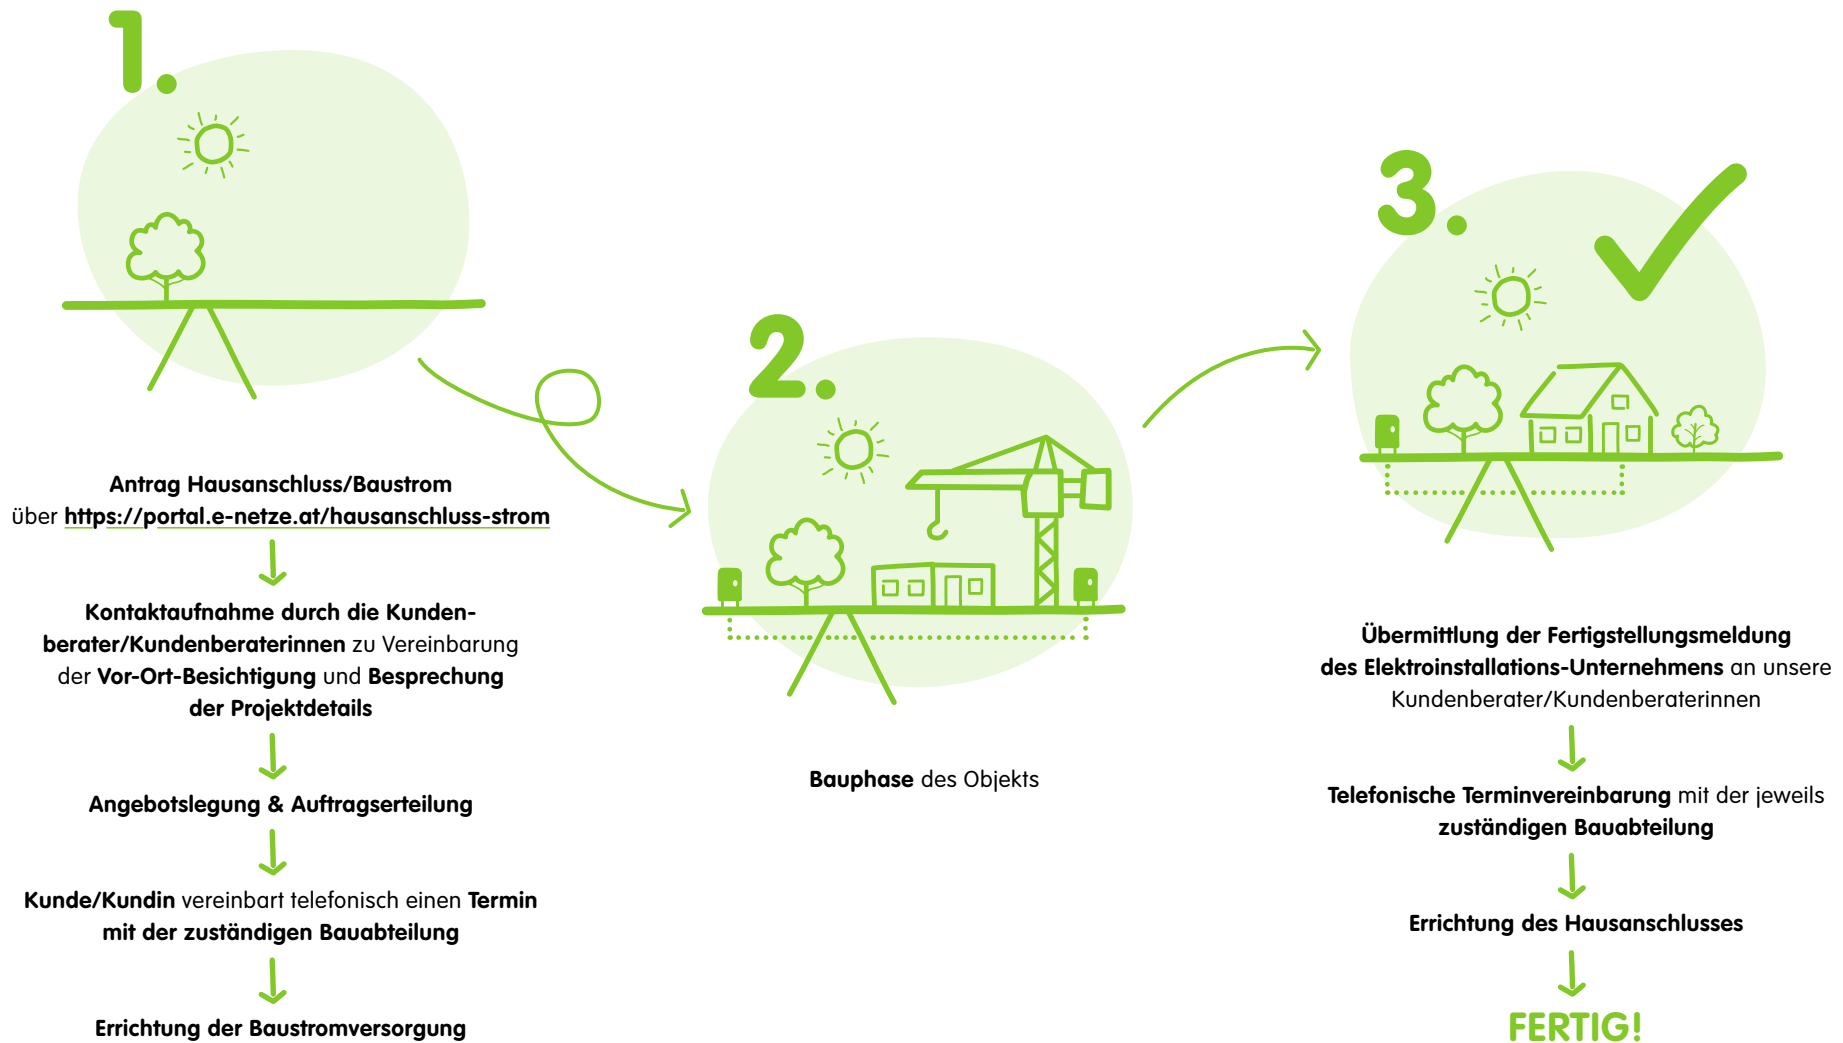 1.
Antrag Hausanschluss/Baustrom
über https://portal.e-netze.at/hausanschluss-strom
Kontaktaufnahme durch die Kunden-
berater/Kundenberaterinnen zu Vereinbarung
der Vor-Ort-Besichtigung und Besprechung
der Projektdetails
Angebotslegung & Auftragserteilung
Kunde/Kundin vereinbart telefonisch einen Termin
mit der zuständigen Bauabteilung
Errichtung der Baustromversorgung
2.
Bauphase des Objekts
3.
Übermittlung der Fertigstellungsmeldung
des Elektroinstallations-Unternehmens an unsere
Kundenberater/Kundenberaterinnen
Telefonische Terminvereinbarung mit der jeweils
zuständigen Bauabteilung
Errichtung des Hausanschlusses
FERTIG!